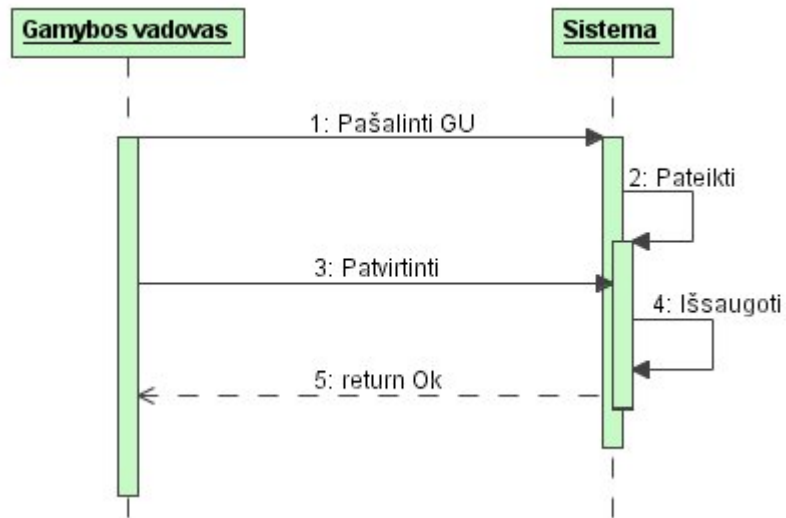 Gamybos vadovas
Sistema
1: Pašalinti GU
2: Pateikti
3: Patvirtinti
4: Išsaugoti
5: return Ok